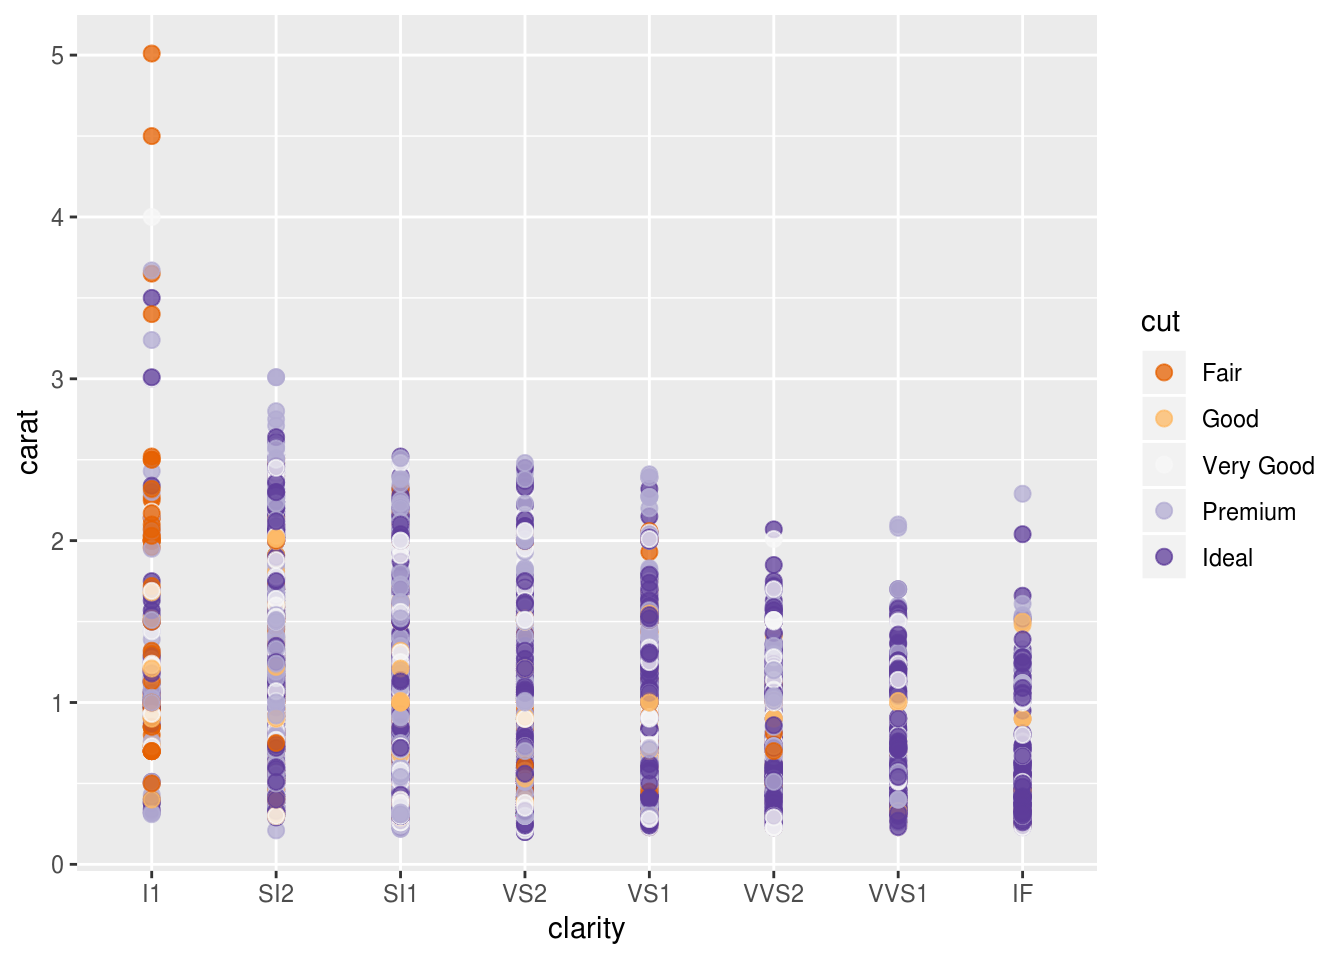 5
4
3
2
1
0
carat
I1 SI2 SI1 VS2 VS1 VVS2 VVS1 IF
clarity
cut
Fair
Good
Very Good
Premium
Ideal